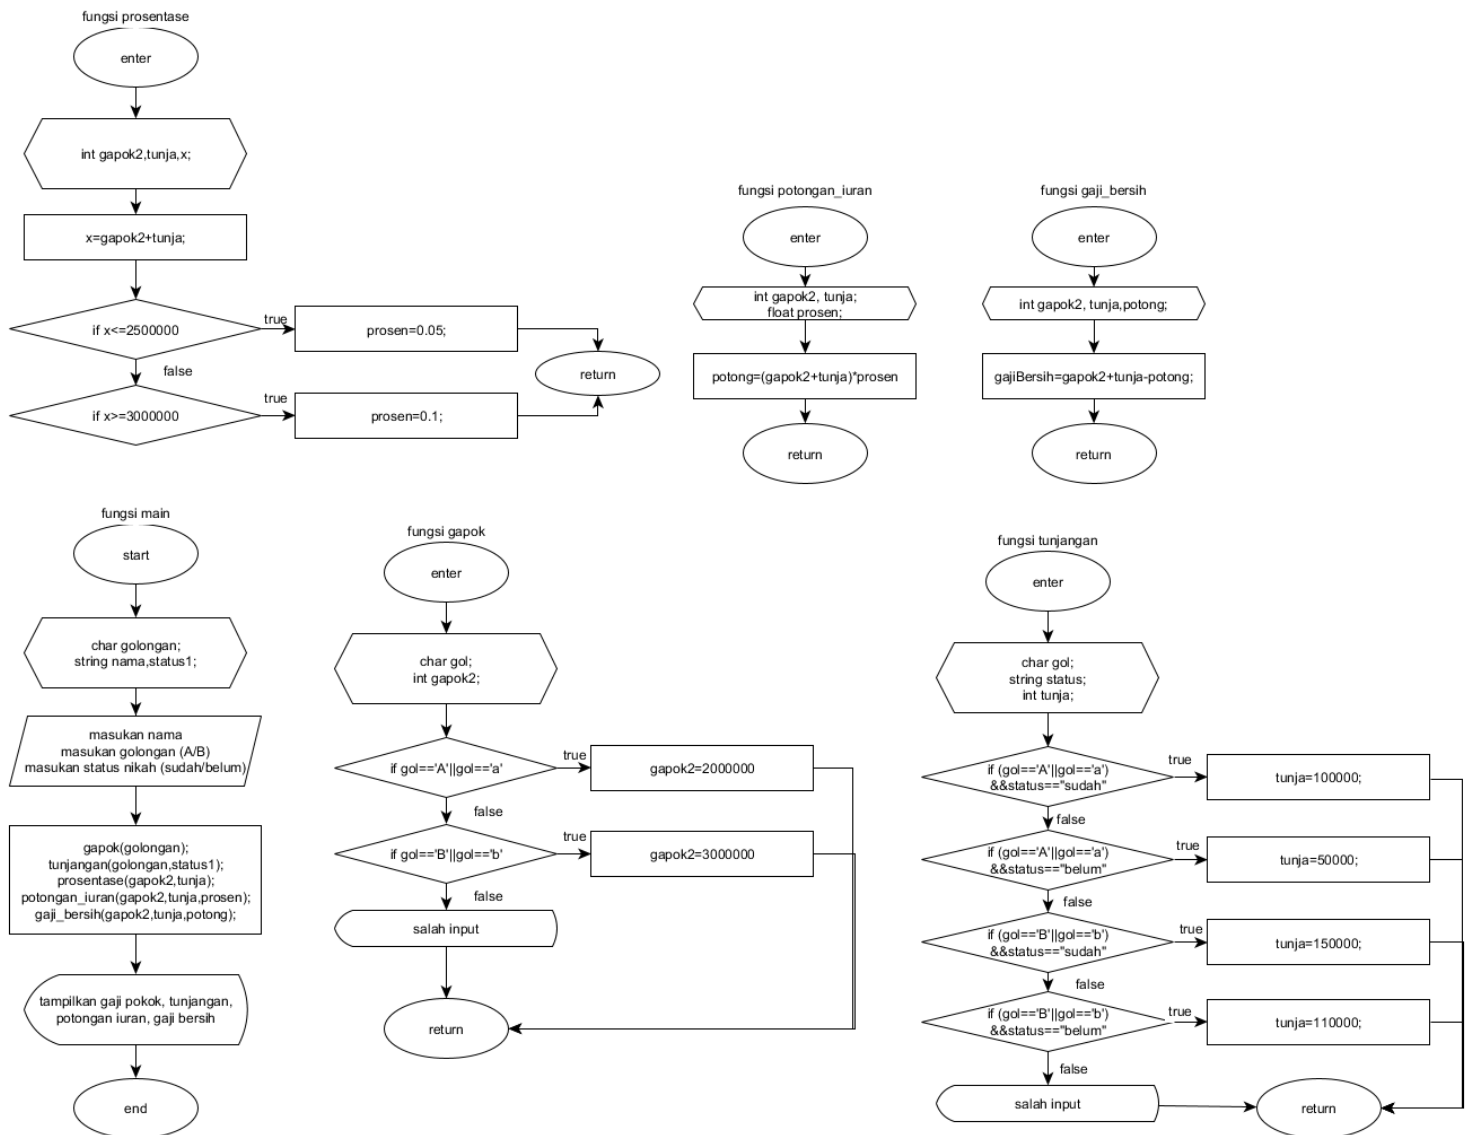 fungsi prosentase
enter
int gapok2,tunja,x;
x=gapok2+tunja;
if x<=2500000
true
prosen=0.05;
false
return
if x>=3000000
true
prosen=0.1;
fungsi potongan_iuran
enter
int gapok2, tunja;
float prosen;
potong=(gapok2+tunja)*prosen
return
fungsi gaji_bersih
enter
int gapok2, tunja,potong;
gajiBersih=gapok2+tunja-potong;
return
fungsi main
start
char golongan;
string nama,status1;
masukan nama
masukan golongan (A/B)
masukan status nikah (sudah/belum)
gapok(golongan);
tunjangan(golongan,status1);
prosentase(gapok2,tunja);
potongan_iuran(gapok2,tunja,prosen);
gaji_bersih(gapok2,tunja,potong);
tampilkan gaji pokok, tunjangan,
potongan iuran, gaji bersih
end
fungsi gapok
enter
char gol;
int gapok2;
if gol=='A'||gol=='a'
true
gapok2=2000000
false
if gol=='B'||gol=='b'
true
gapok2=3000000
false
salah input
return
fungsi tunjangan
enter
char gol;
string status;
int tunja;
if (gol=='A'||gol=='a')
&&status=="sudah"
true
tunja=100000;
false
if (gol=='A'||gol=='a')
&&status=="belum"
true
tunja=50000;
false
if (gol=='B'||gol=='b')
&&status=="sudah"
true
tunja=150000;
false
if (gol=='B'||gol=='b')
&&status=="belum"
true
tunja=110000;
false
salah input
return